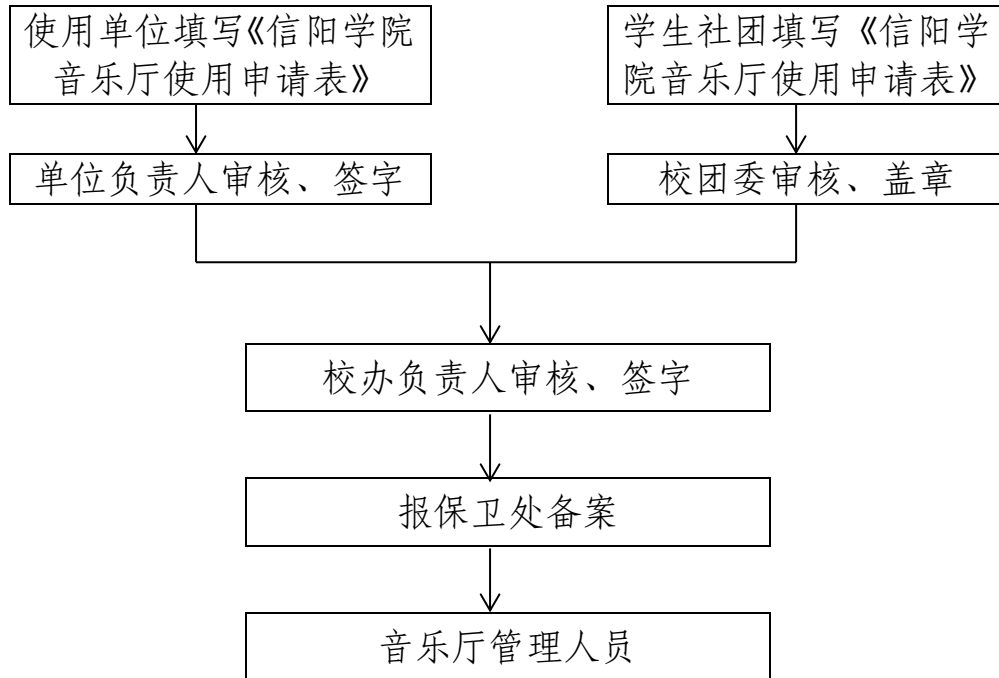 使用单位填写《信阳学院
音乐厅使用申请表》
学生社团填写《信阳学
院音乐厅使用申请表》
单位负责人审核、签字
校团委审核、盖章
校办负责人审核、签字
报保卫处备案
音乐厅管理人员